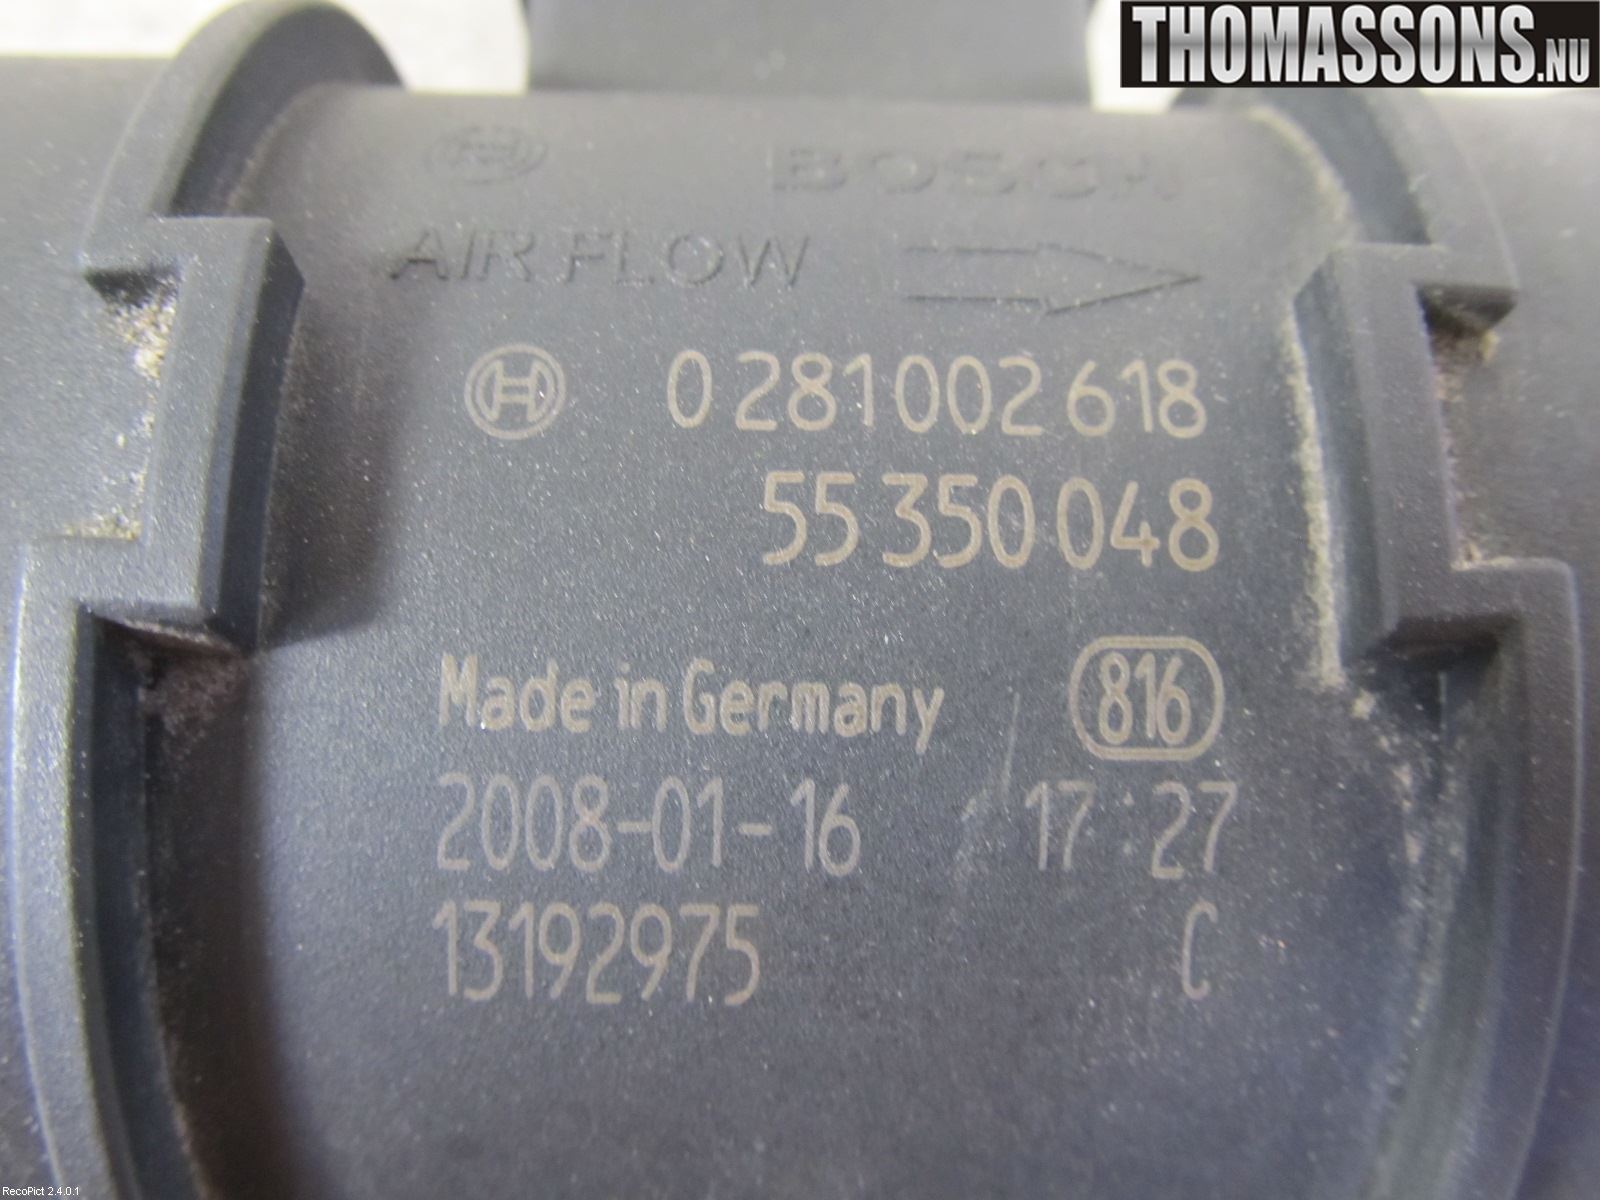 THOMASSONS.NU
BOSCH
AIR FLOW
0 281 002 618
55 350 048
Made in Germany 816
2008-01-16 17:27
13192975 C
RecoPict 2.4.0.1